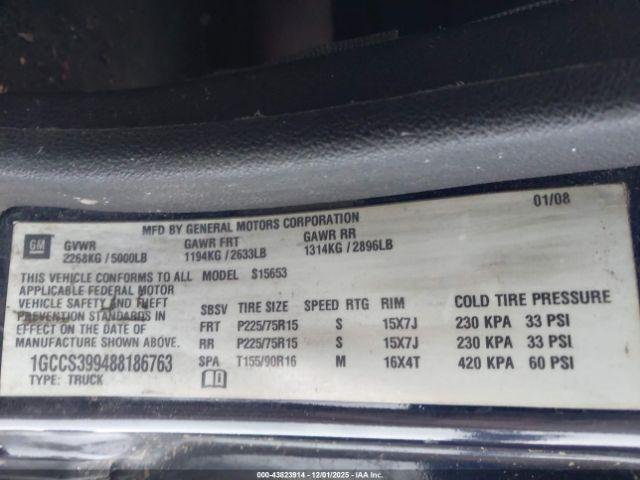 01/08
MFD BY GENERAL MOTORS CORPORATION
GM
GVWR GAWR FRT GAWR RR
2268KG / 5000LB 1194KG / 2633LB 1314KG / 2896LB
THIS VEHICLE CONFORMS TO ALL MODEL S15653
APPLICABLE FEDERAL MOTOR
VEHICLE SAFETY AND THEFT
PREVENTION STANDARDS IN
EFFECT ON THE DATE OF
MANUFACTURE SHOWN ABOVE.
1GCCS399488186763
TYPE: TRUCK
SBSV TIRE SIZE SPEED RTG RIM COLD TIRE PRESSURE
FRT P225/75R15 S 15X7J 230 KPA 33 PSI
RR P225/75R15 S 15X7J 230 KPA 33 PSI
SPA T155/90R16 M 16X4T 420 KPA 60 PSI
000-43823914 - 12/01/2025 - IAAI.COM